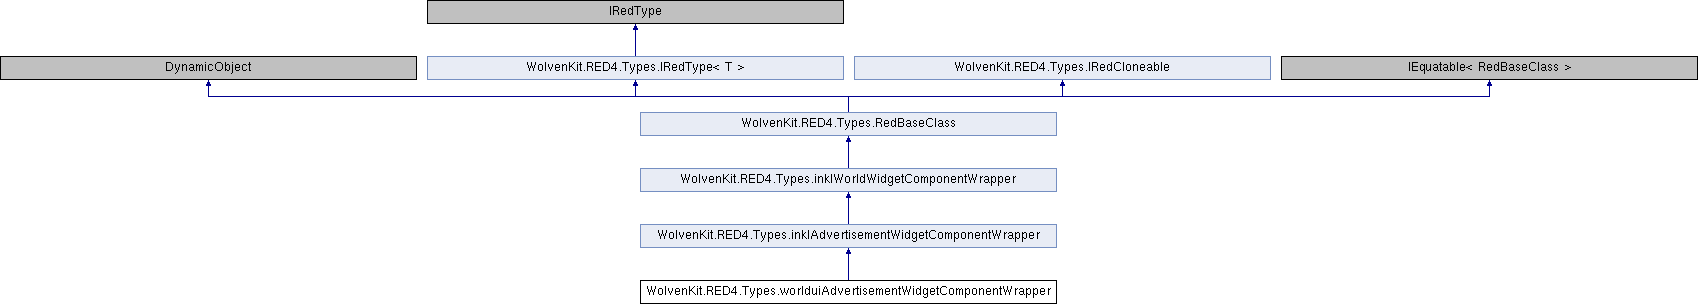 IRedType
DynamicObject
WolvenKit.RED4.Types.IRedType< T >
WolvenKit.RED4.Types.IRedCloneable
IEquatable< RedBaseClass >
WolvenKit.RED4.Types.RedBaseClass
WolvenKit.RED4.Types.inkIWorldWidgetComponentWrapper
WolvenKit.RED4.Types.inkIAdvertisementWidgetComponentWrapper
WolvenKit.RED4.Types.worlduiAdvertisementWidgetComponentWrapper